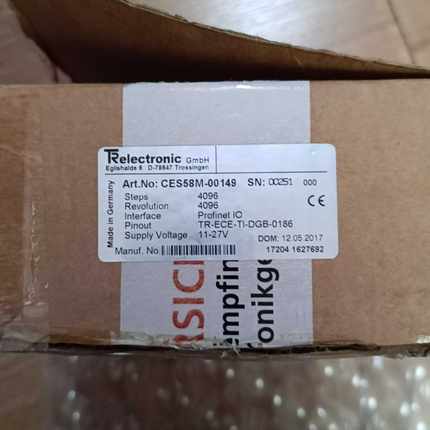 TRelectronic GmbH
Eglishalde 6 D-78647 Trossingen
Made in Germany
Art.No: CES58M-00149 SN: 00251 000
Steps 4096
Revolution 4096
Interface Profinet IO
Pinout TR-ECE-TI-DGB-0186
Supply Voltage 11-27V
CE
DOM: 12.05.2017
Manuf. No
17204 1627692
RSICH
empfin
onikge